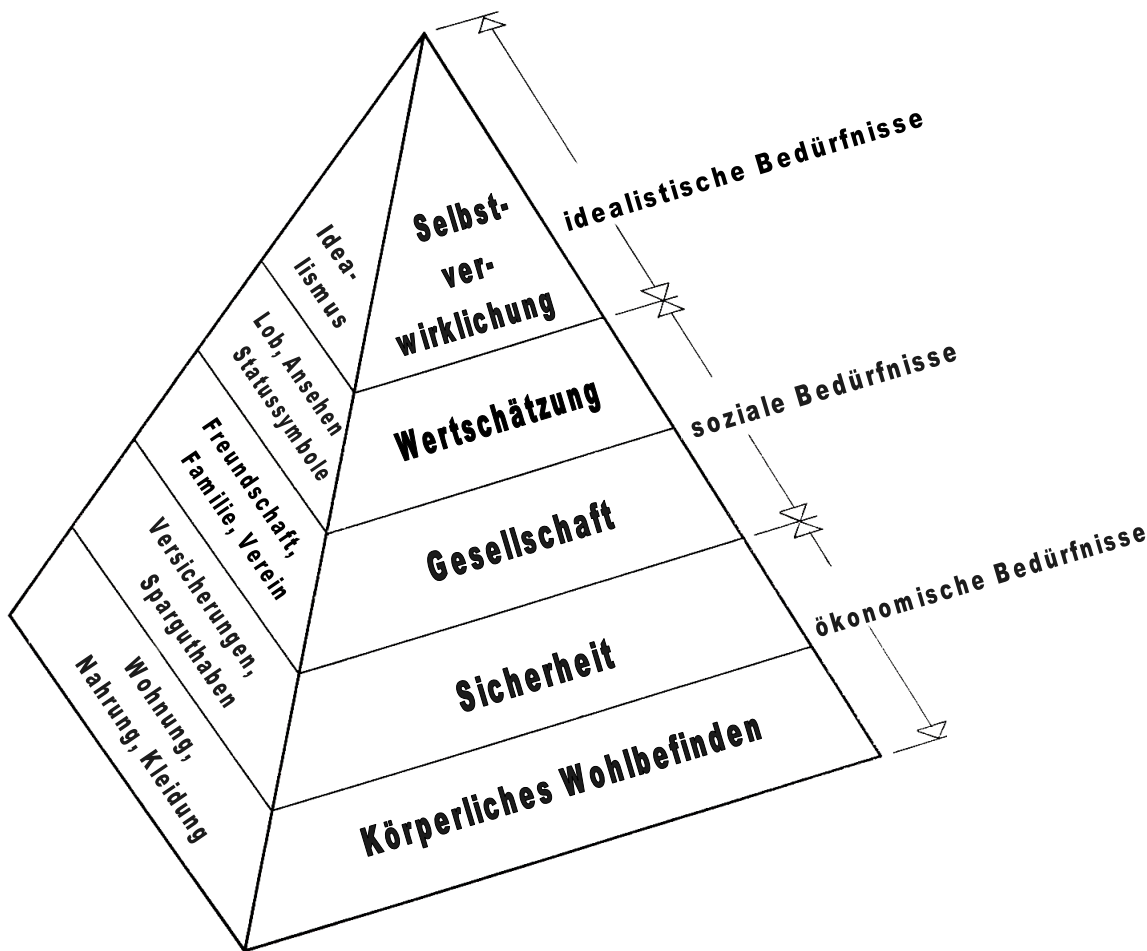 Idea-
lismus
Selbst-
ver-
wirklichung
idealistische Bedürfnisse
Lob, Ansehen
Statussymbole
Wertschätzung
soziale Bedürfnisse
Freundschaft,
Familie, Verein
Gesellschaft
Versicherungen,
Sparguthaben
Sicherheit
ökonomische Bedürfnisse
Wohnung,
Nahrung, Kleidung
Körperliches Wohlbefinden